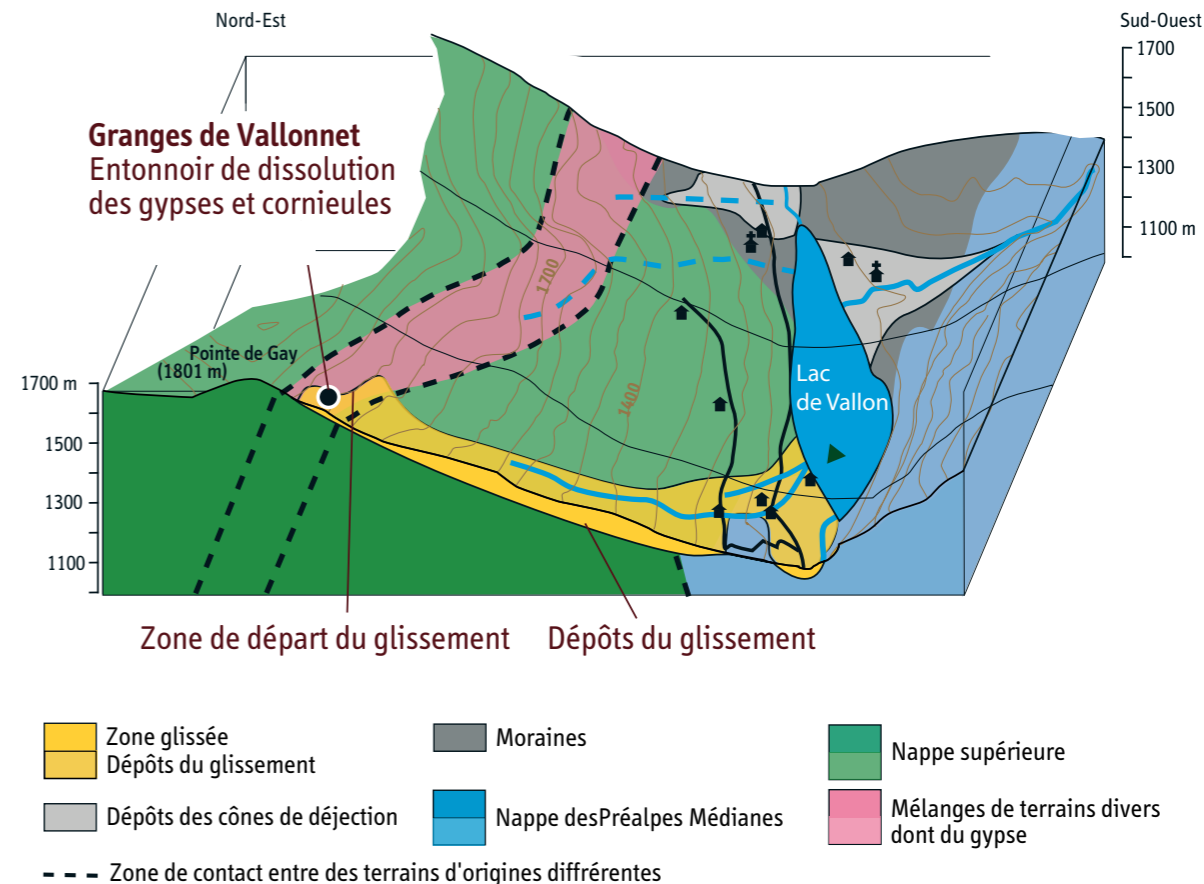 Nord-Est
Sud-Ouest
1700
1500
1300
1100 m
Granges de Vallonnet
Entonnoir de dissolution
des gypses et cornieules
1700
Pointe de Gay
(1801 m)
1700 m
1500
1300
1100
1400
Lac
de Vallon
Zone de départ du glissement
Dépôts du glissement
Zone glissée
Dépôts du glissement
Moraines
Nappe supérieure
Dépôts des cônes de déjection
Nappe desPréalpes Médianes
Mélanges de terrains divers
dont du gypse
Zone de contact entre des terrains d'origines diffrérentes